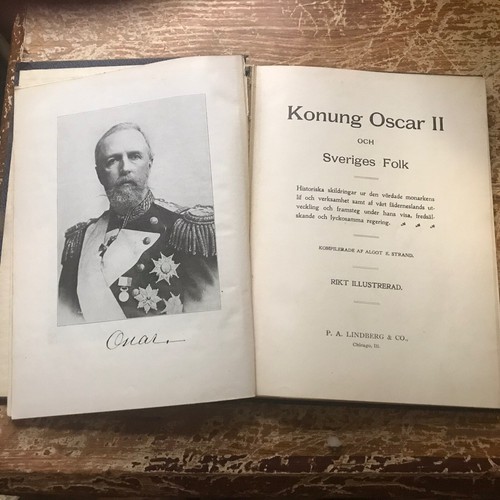 Oscar.
Konung Oscar II
OCH
Sveriges Folk
Historiska skildringar ur den vördade monarkens
lif och verksamhet samt af vårt fädernesslands ut-
veckling och framsteg under hans visa, fredsäl-
skande och lyckosamma regering.
KOMPILERADE AF ALGOT E. STRAND.
RIKT ILLUSTRERAD.
P. A. LINDBERG & CO.,
Chicago, Ill.